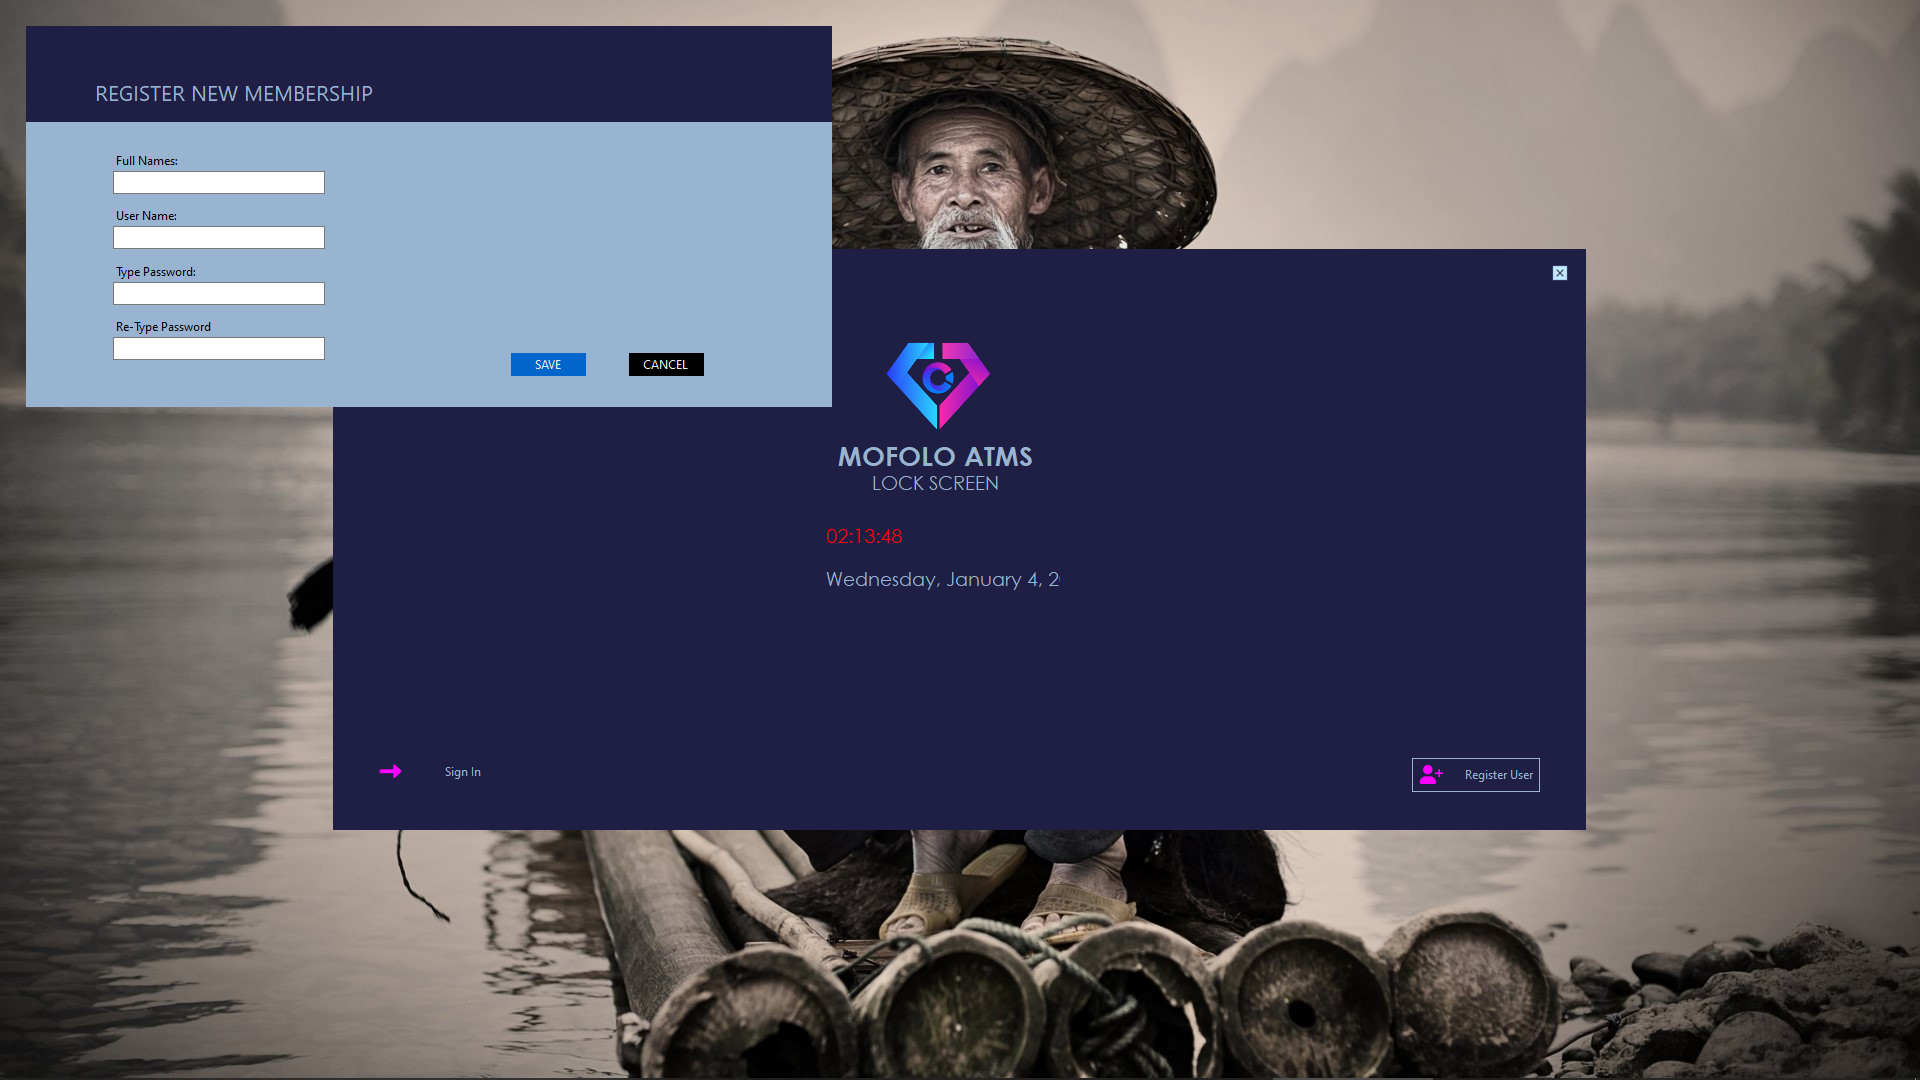 REGISTER NEW MEMBERSHIP
Full Names:
User Name:
Type Password:
Re-Type Password
SAVE
CANCEL
MOFOLO ATMS
LOCK SCREEN
02:13:48
Wednesday, January 4, 2
Sign In
Register User